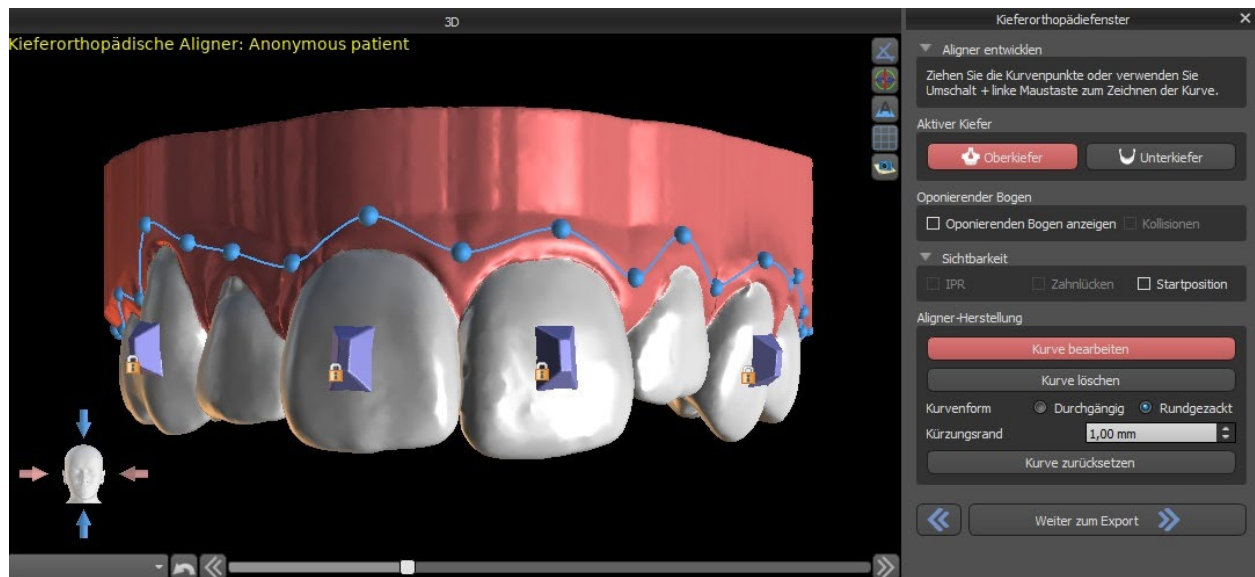 3D
Kieferorthopädische Aligner: Anonymous patient
Kieferorthopädiefenster
Aligner entwickeln
Ziehen Sie die Kurvenpunkte oder verwenden Sie
Umschalt + linke Maustaste zum Zeichnen der Kurve.
Aktiver Kiefer
Oberkiefer Unterkiefer
Oponierender Bogen
Oponierenden Bogen anzeigen Kollisionen
Sichtbarkeit
IPR Zahnlücken Startposition
Aligner-Herstellung
Kurve bearbeiten
Kurve löschen
Kurvenform Durchgängig Rundgezackt
Kürzungsrand 1,00 mm
Kurve zurücksetzen
Weiter zum Export